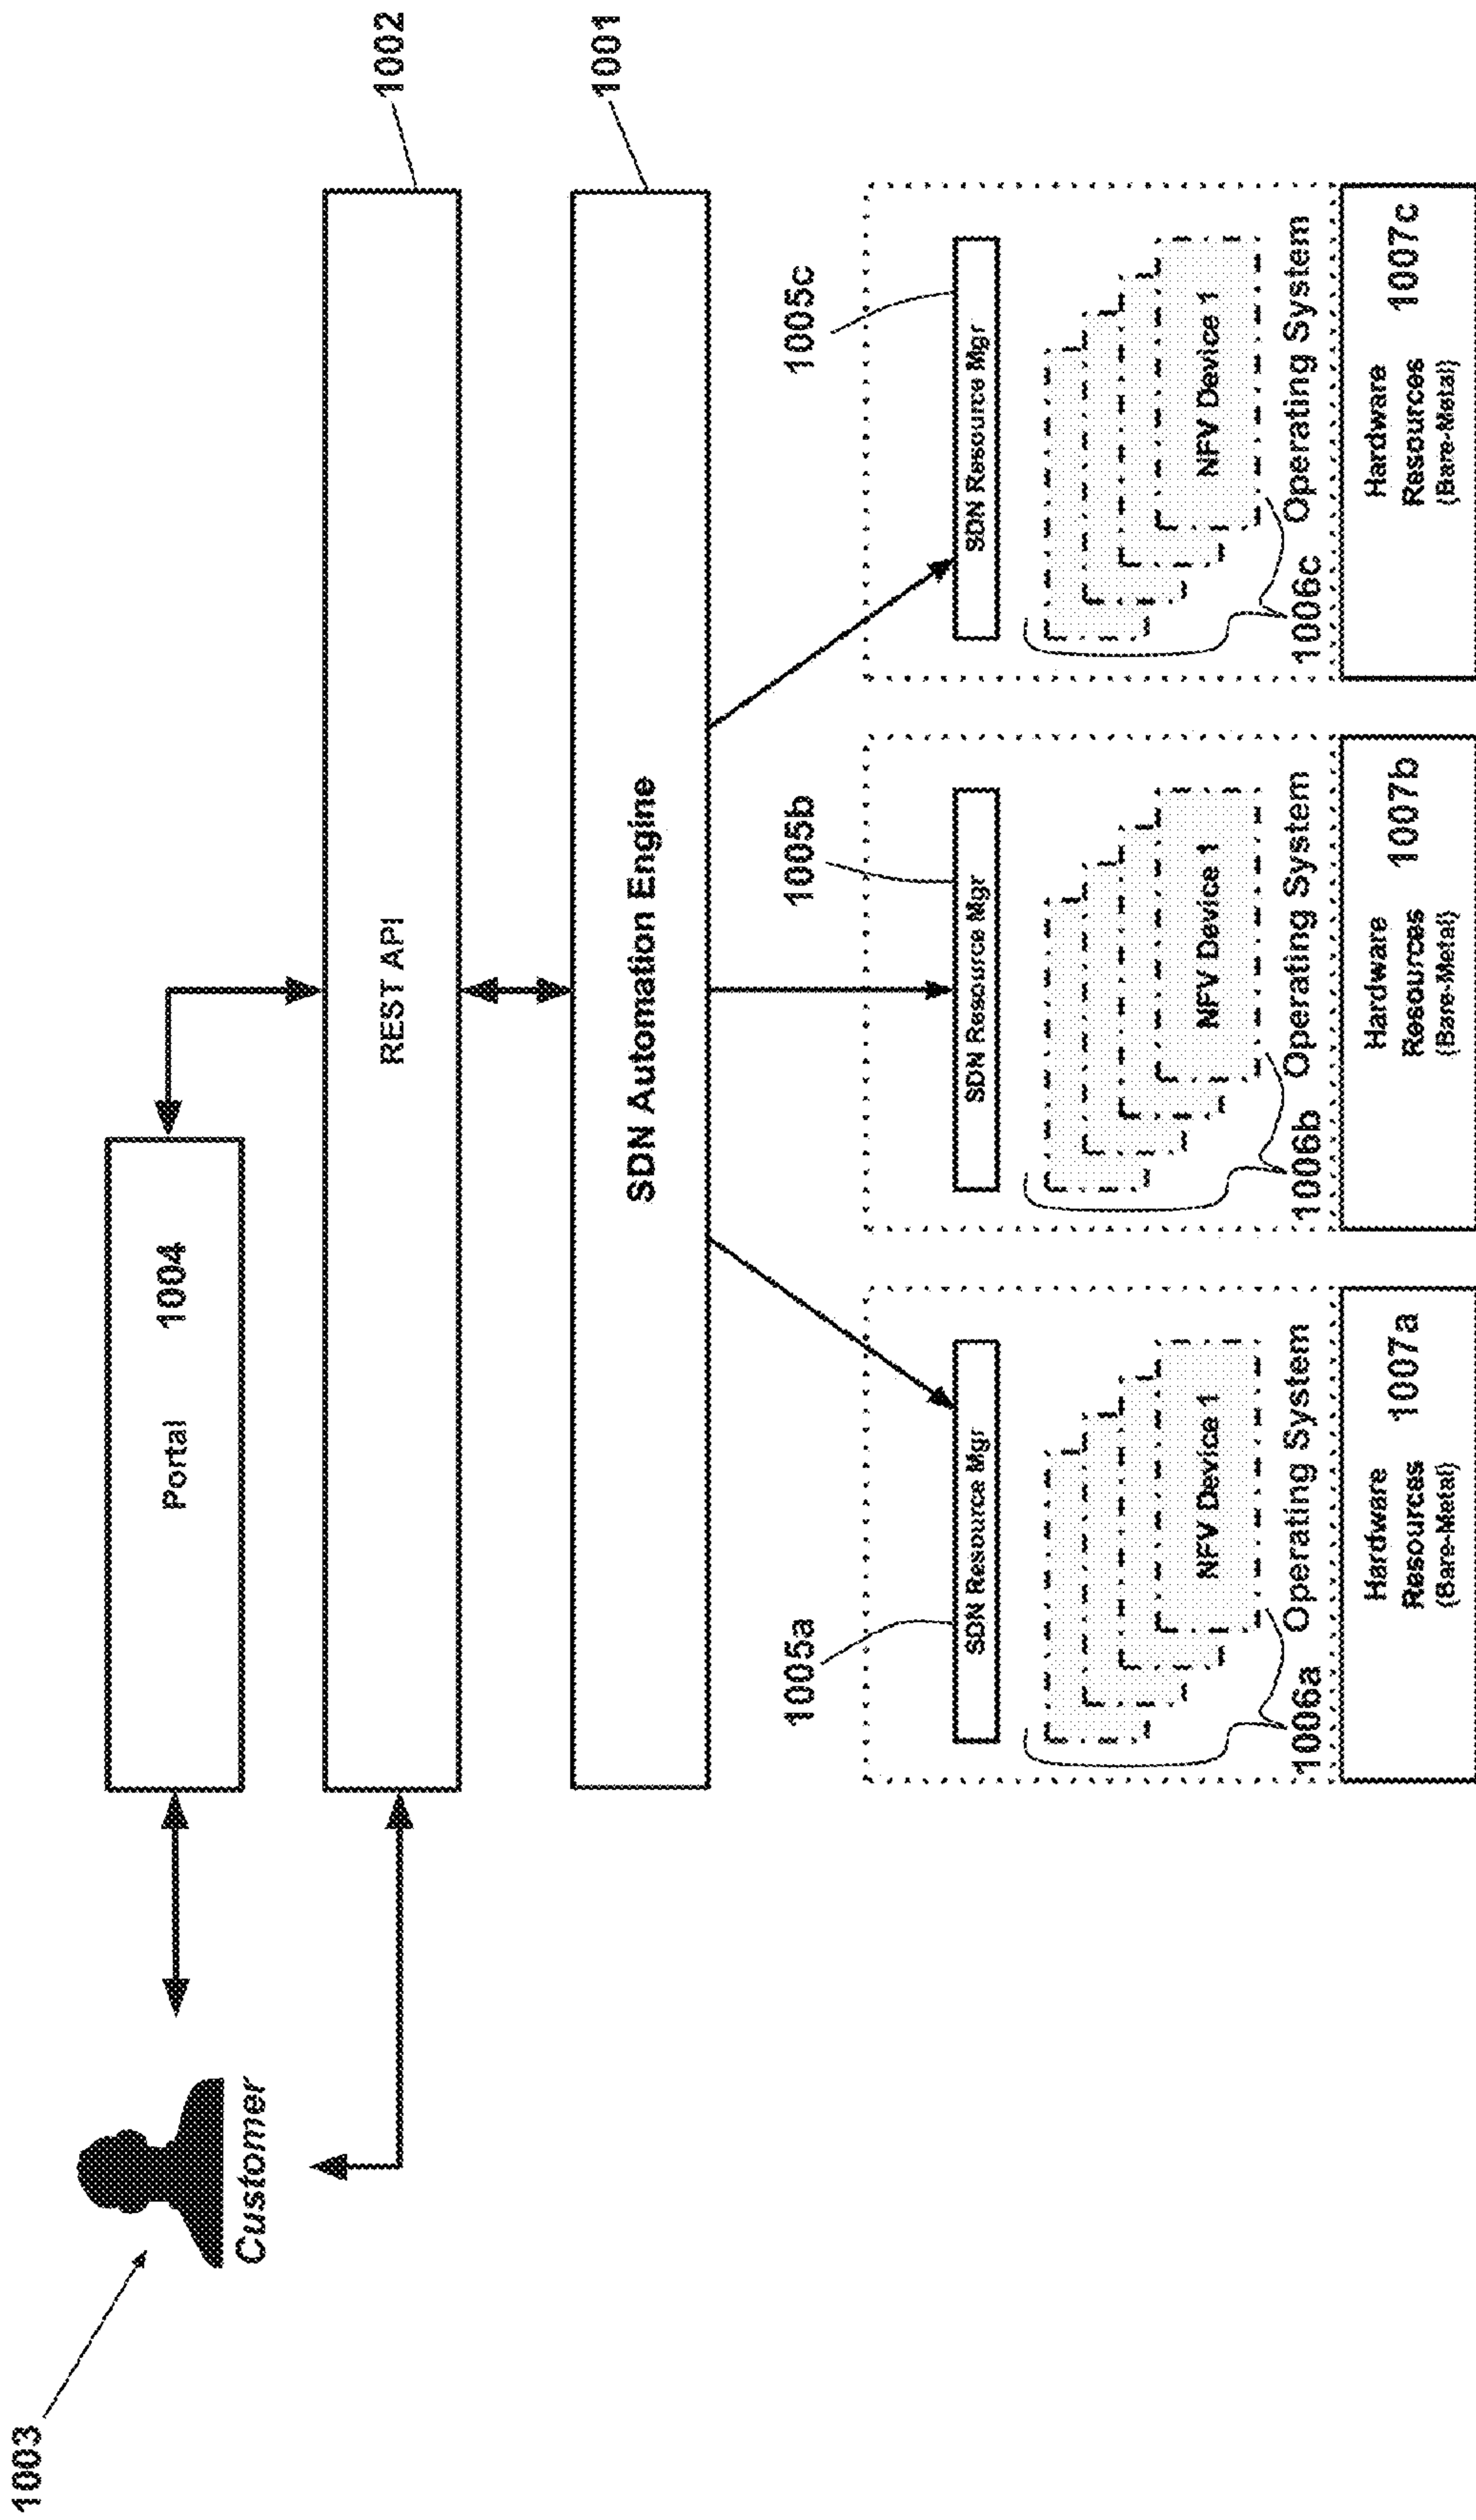 1003
Customer
Portal 1004
REST API
1002
SDN Automation Engine
1001
1005a
SDN Resource Mgr
NFV Device 1
1006a Operating System
Hardware
Resources
(Bare-Metal)
1007a
1005b
SDN Resource Mgr
NFV Device 1
1006b Operating System
Hardware
Resources
(Bare-Metal)
1007b
1005c
SDN Resource Mgr
NFV Device 1
1006c Operating System
Hardware
Resources
(Bare-Metal)
1007c